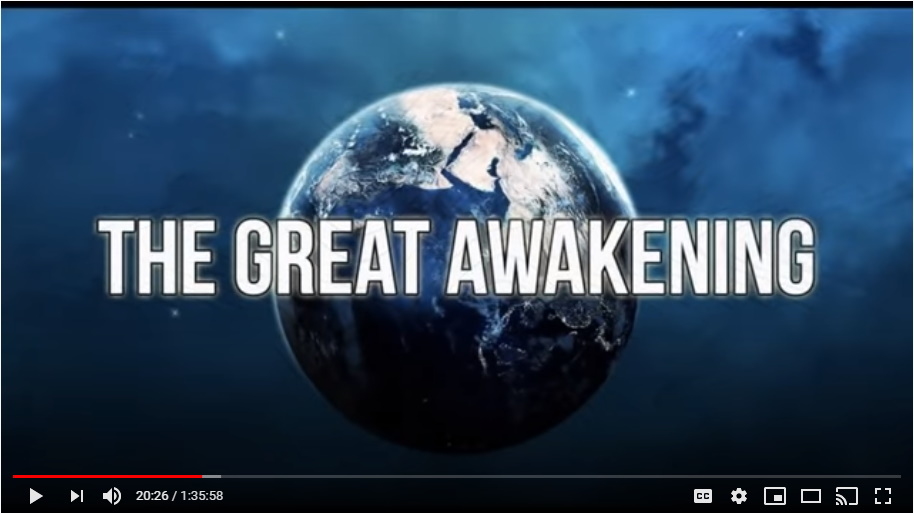 THE GREAT AWAKENING
20:26 / 1:35:58
CC